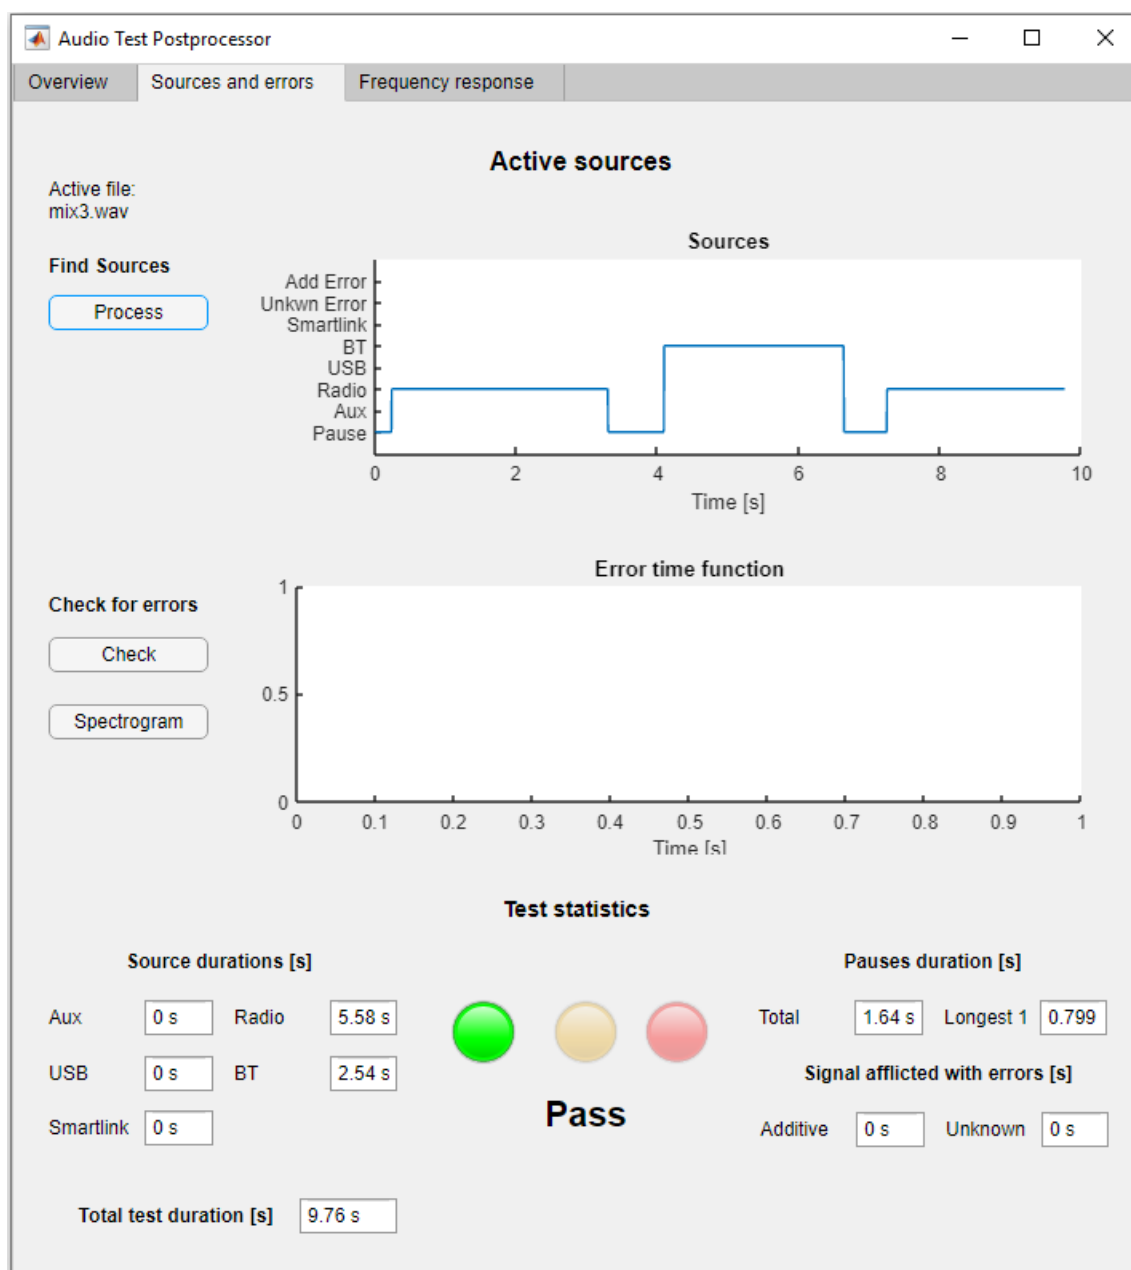 Audio Test Postprocessor
Overview Sources and errors Frequency response
Active sources
Active file:
mix3.wav
Find Sources
Process
Sources
Add Error
Unkwn Error
Smartlink
BT
USB
Radio
Aux
Pause
0 2 4 6 8 10
Time [s]
Check for errors
Check
Spectrogram
Error time function
1
0.5
0
0 0.1 0.2 0.3 0.4 0.5 0.6 0.7 0.8 0.9 1
Time [s]
Test statistics
Source durations [s]
Aux 0 s Radio 5.58 s
USB 0 s BT 2.54 s
Smartlink 0 s
Total test duration [s] 9.76 s
Pass
Pauses duration [s]
Total 1.64 s Longest 1 0.799
Signal afflicted with errors [s]
Additive 0 s Unknown 0 s